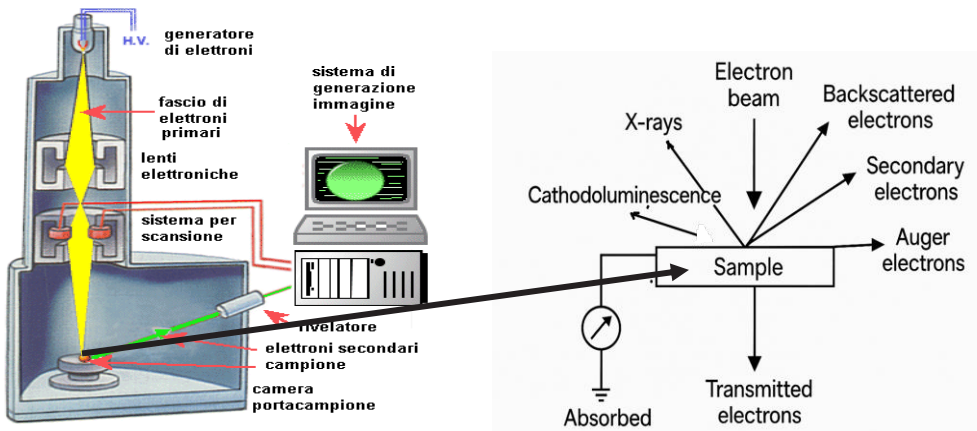 H.V.
generatore
di elettroni
fascio di
elettroni
primari
lenti
elettroniche
sistema per
scansione
sistema di
generazione
immagine
rivelatore
elettroni secondari
campione
camera
portacampione
Electron
beam
Backscattered
electrons
X-rays
Secondary
electrons
Cathodoluminescence
Auger
electrons
Sample
Transmitted
electrons
Absorbed